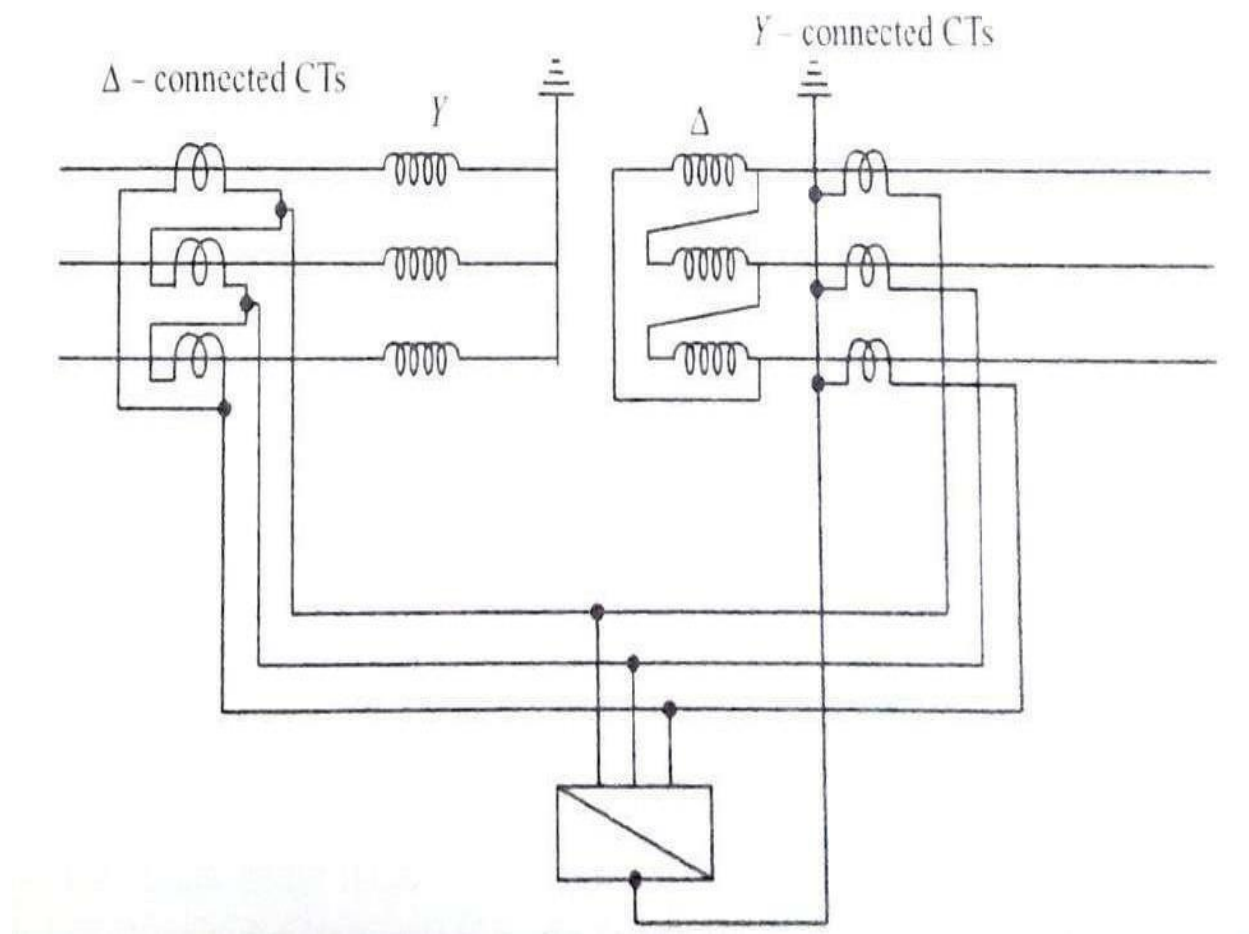 Y – connected CTs
Δ – connected CTs
Y
Δ